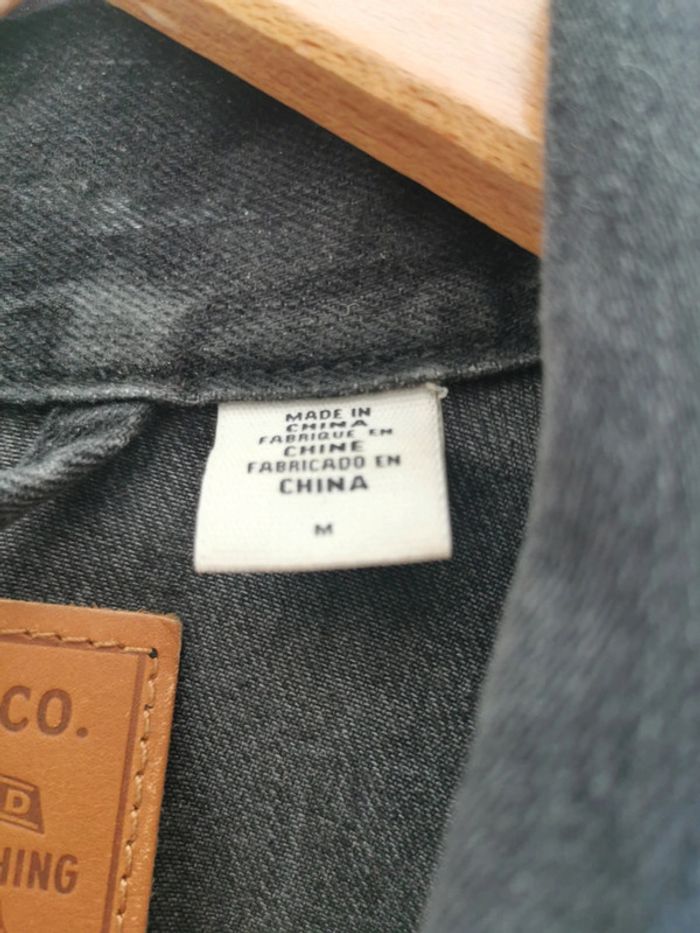 MADE IN
CHINA
FABRIQUE EN
CHINE
FABRICADO EN
CHINA
M
CO.
D
HING